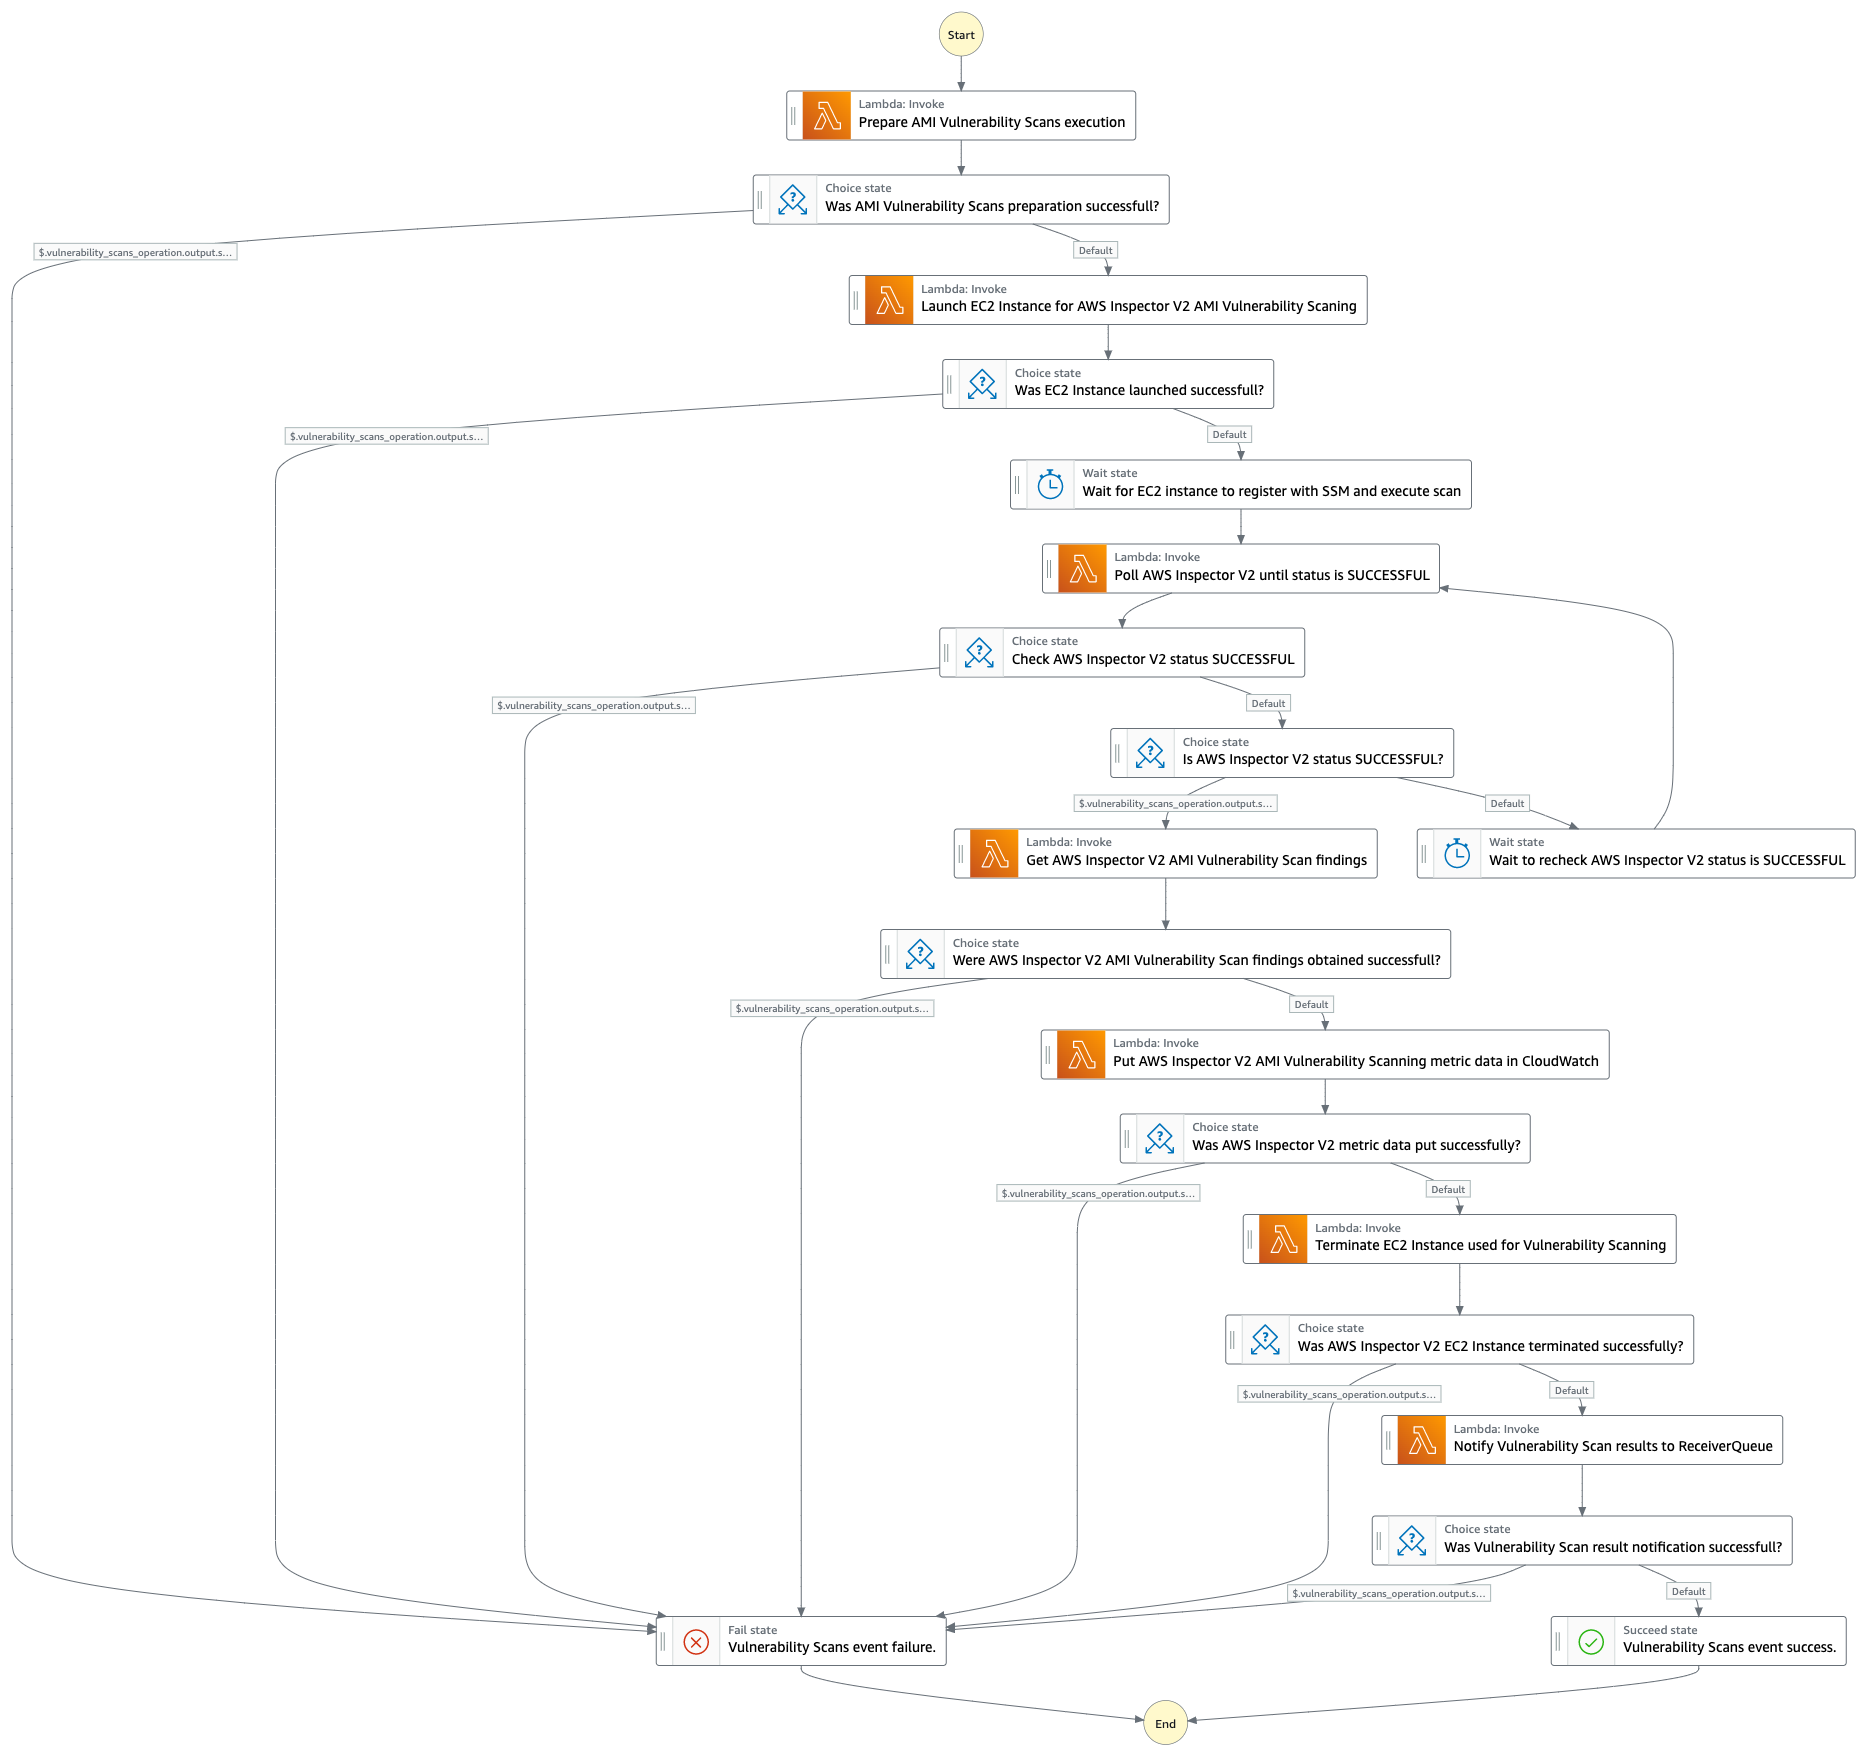 Start
Lambda: Invoke
Prepare AMI Vulnerability Scans execution
Choice state
Was AMI Vulnerability Scans preparation successfull?
$.vulnerability_scans_operation.output.s...
Default
Lambda: Invoke
Launch EC2 Instance for AWS Inspector V2 AMI Vulnerability Scaning
Choice state
Was EC2 Instance launched successfull?
$.vulnerability_scans_operation.output.s...
Default
Wait state
Wait for EC2 instance to register with SSM and execute scan
Lambda: Invoke
Poll AWS Inspector V2 until status is SUCCESSFUL
Choice state
Check AWS Inspector V2 status SUCCESSFUL
$.vulnerability_scans_operation.output.s...
Default
Choice state
Is AWS Inspector V2 status SUCCESSFUL?
$.vulnerability_scans_operation.output.s...
Default
Lambda: Invoke
Get AWS Inspector V2 AMI Vulnerability Scan findings
Wait state
Wait to recheck AWS Inspector V2 status is SUCCESSFUL
Choice state
Were AWS Inspector V2 AMI Vulnerability Scan findings obtained successfull?
$.vulnerability_scans_operation.output.s...
Default
Lambda: Invoke
Put AWS Inspector V2 AMI Vulnerability Scanning metric data in CloudWatch
Choice state
Was AWS Inspector V2 metric data put successfully?
$.vulnerability_scans_operation.output.s...
Default
Lambda: Invoke
Terminate EC2 Instance used for Vulnerability Scanning
Choice state
Was AWS Inspector V2 EC2 Instance terminated successfully?
$.vulnerability_scans_operation.output.s...
Default
Lambda: Invoke
Notify Vulnerability Scan results to ReceiverQueue
Choice state
Was Vulnerability Scan result notification successfull?
$.vulnerability_scans_operation.output.s...
Default
Fail state
Vulnerability Scans event failure.
Succeed state
Vulnerability Scans event success.
End